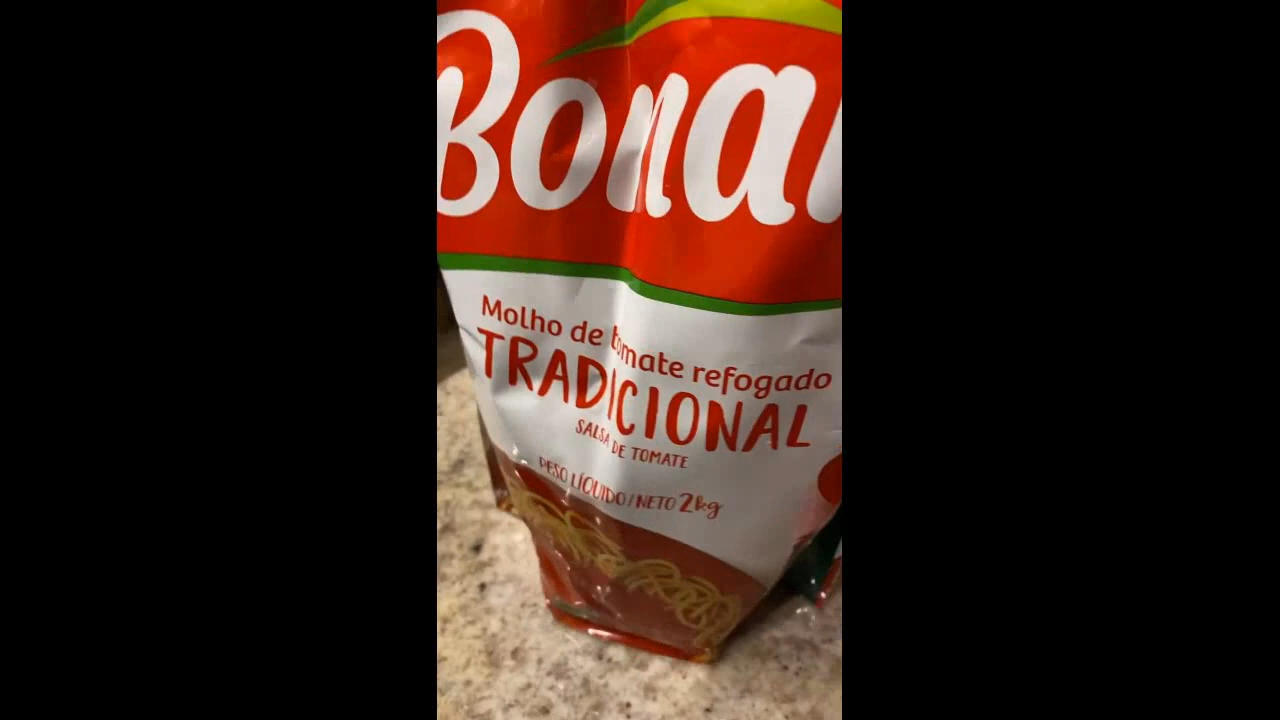 Bona
Molho de tomate refogado
TRADICIONAL
SALSA DE TOMATE
PESO LÍQUIDO/NETO 2kg